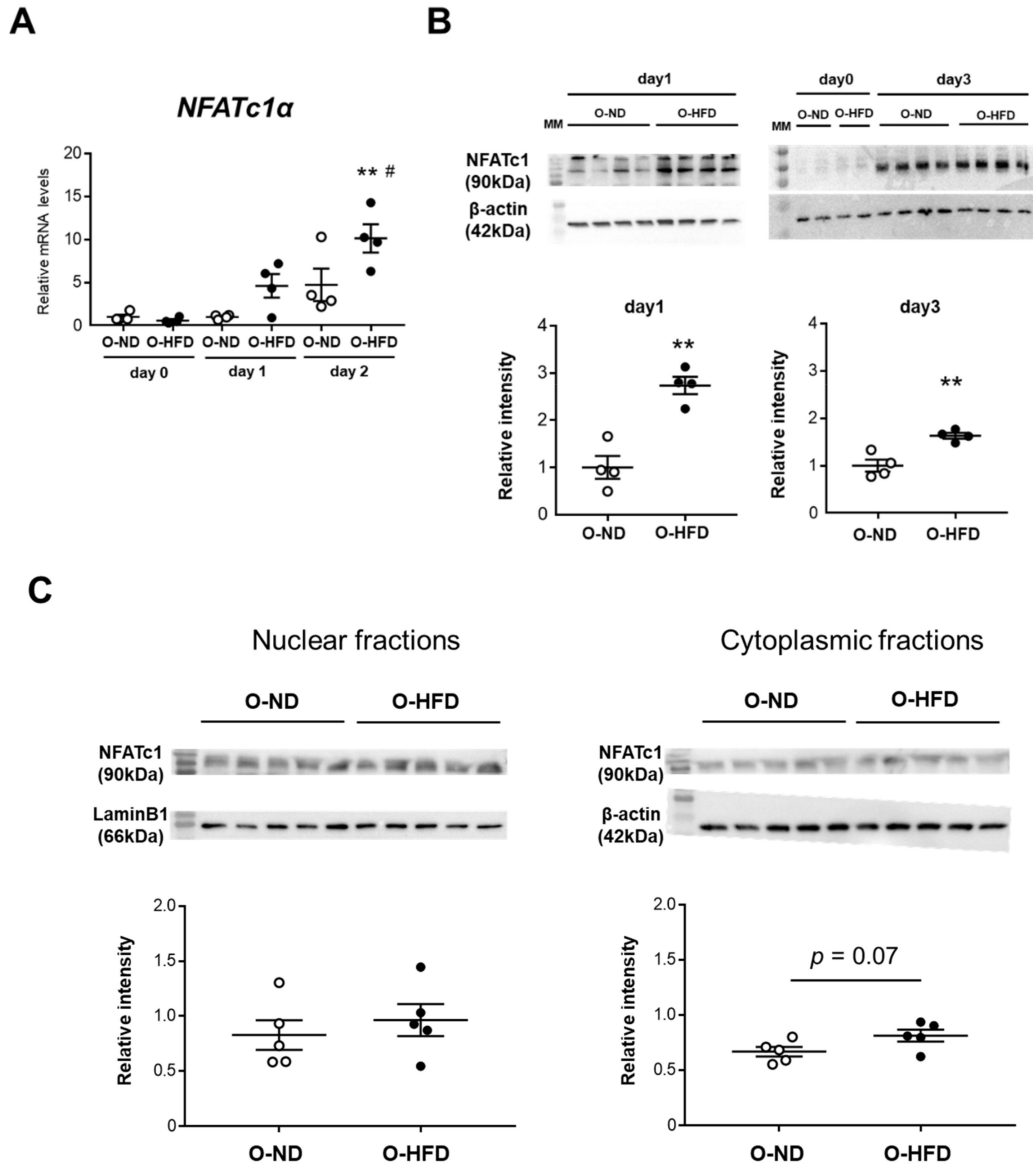 A
NFATc1α
Relative mRNA levels
20
15
10
5
0
** #
O-ND O-HFD O-ND O-HFD O-ND O-HFD
day 0 day 1 day 2
B
day1
O-ND O-HFD
MM
NFATc1
(90kDa)
β-actin
(42kDa)
day0 day3
O-ND O-HFD O-ND O-HFD
MM
day1
Relative intensity
4
3
2
1
0
**
O-ND O-HFD
day3
Relative intensity
4
3
2
1
0
**
O-ND O-HFD
C
Nuclear fractions
O-ND O-HFD
NFATc1
(90kDa)
LaminB1
(66kDa)
Relative intensity
2.0
1.5
1.0
0.5
0
O-ND O-HFD
Cytoplasmic fractions
O-ND O-HFD
NFATc1
(90kDa)
β-actin
(42kDa)
Relative intensity
2.0
1.5
1.0
0.5
0
p = 0.07
O-ND O-HFD